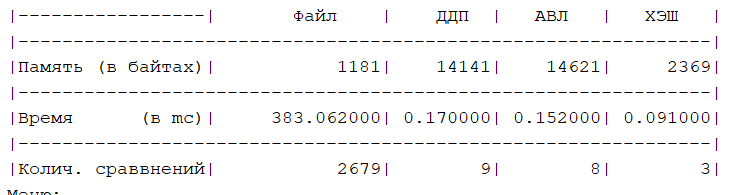 |-----------------| Файл | ДДП | АВЛ | ХЭШ |
|---------------------------------------------------------------|
|Память (в байтах)| 1181| 14141| 14621| 2369|
|---------------------------------------------------------------|
|Время (в mc)| 383.062000| 0.170000| 0.152000| 0.091000|
|---------------------------------------------------------------|
|Колич. сраввнений| 2679| 9| 8| 3|
Меню: